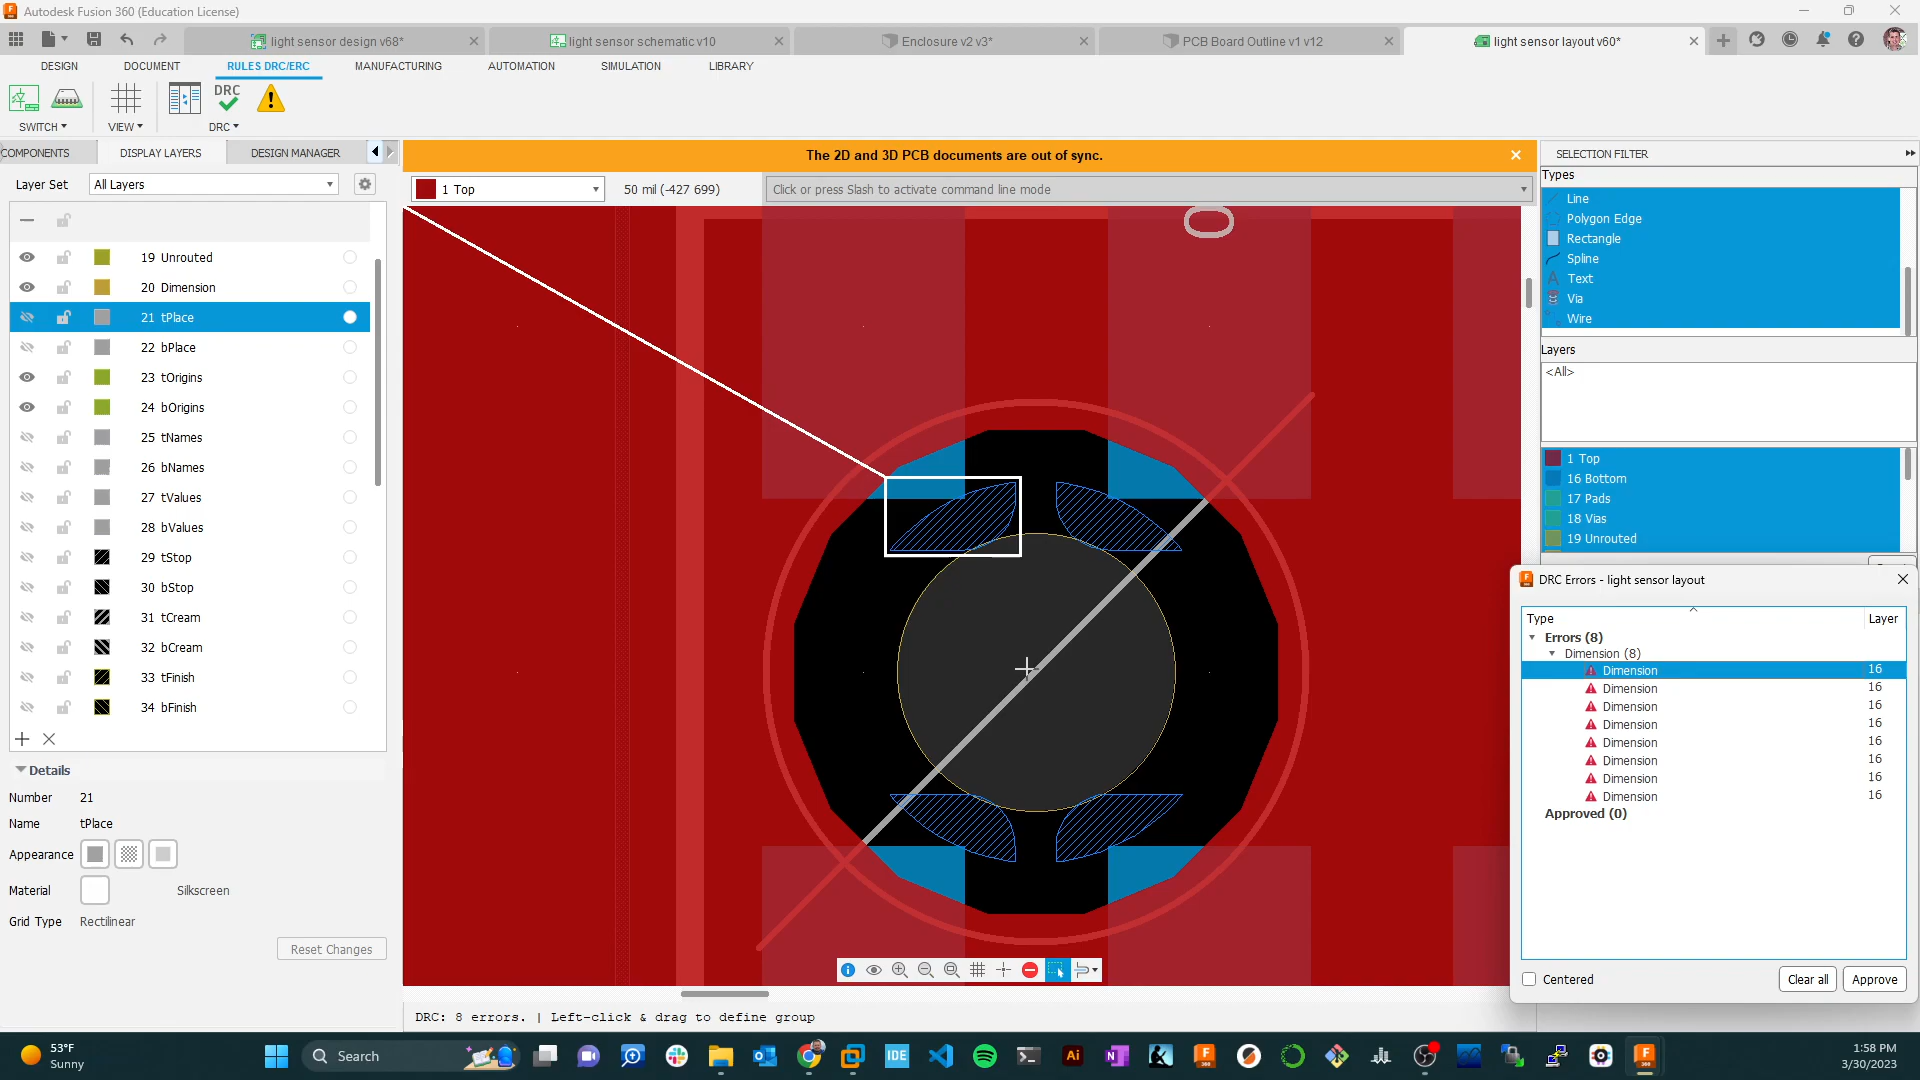 Autodesk Fusion 360 (Education License)
light sensor design v68*
light sensor schematic v10
Enclosure v2 v3*
PCB Board Outline v1 v12
light sensor layout v60*
DESIGN
DOCUMENT
RULES DRC/ERC
MANUFACTURING
AUTOMATION
SIMULATION
LIBRARY
DRC
SWITCH
VIEW
DRC
COMPONENTS
DISPLAY LAYERS
DESIGN MANAGER
The 2D and 3D PCB documents are out of sync.
SELECTION FILTER
Layer Set
All Layers
1 Top
50 mil (-427 699)
Click or press Slash to activate command line mode
Types
Line
Polygon Edge
Rectangle
Spline
Text
Via
Wire
Layers
<All>
1 Top
16 Bottom
17 Pads
18 Vias
19 Unrouted
19 Unrouted
20 Dimension
21 tPlace
22 bPlace
23 tOrigins
24 bOrigins
25 tNames
26 bNames
27 tValues
28 bValues
29 tStop
30 bStop
31 tCream
32 bCream
33 tFinish
34 bFinish
Details
Number 21
Name tPlace
Appearance
Material Silkscreen
Grid Type Rectilinear
Reset Changes
DRC Errors - light sensor layout
Type Layer
Errors (8)
Dimension (8)
Dimension 16
Dimension 16
Dimension 16
Dimension 16
Dimension 16
Dimension 16
Dimension 16
Dimension 16
Approved (0)
Centered
Clear all
Approve
DRC: 8 errors. | Left-click & drag to define group
53°F
Sunny
Search
1:58 PM
3/30/2023